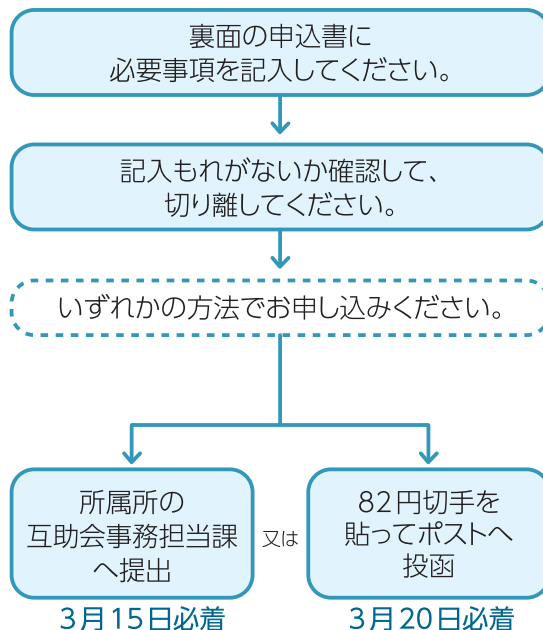 裏面の申込書に
必要事項を記入してください。
記入もれがないか確認して、
切り離してください。
いずれかの方法でお申し込みください。
所属所の
互助会事務担当課
へ提出
又は
82円切手を
貼ってポストへ
投函
3月15日必着
3月20日必着